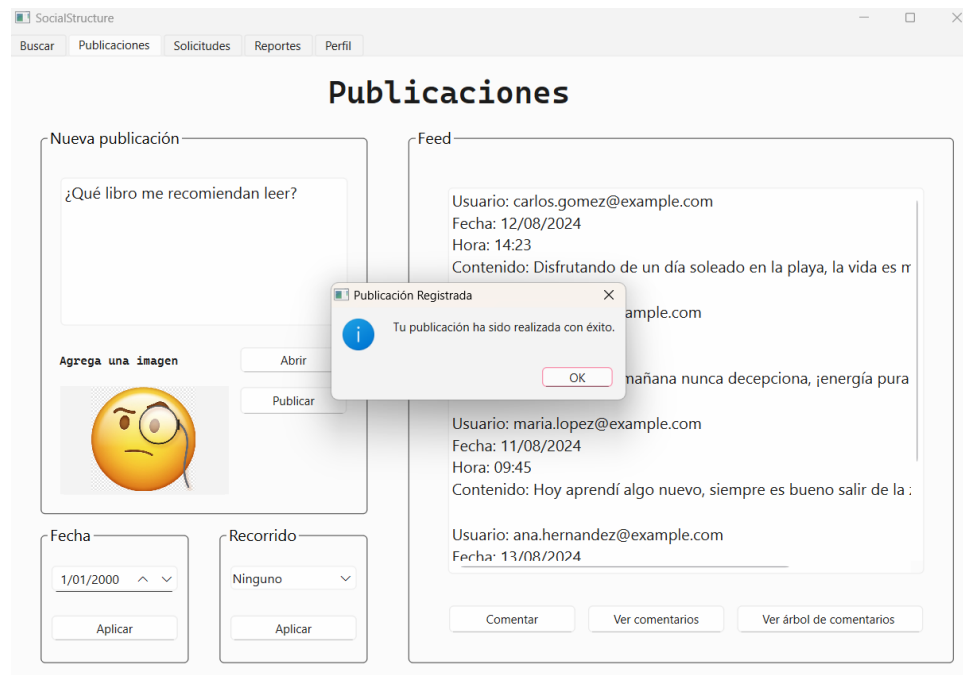 SocialStructure
Buscar
Publicaciones
Solicitudes
Reportes
Perfil
Publicaciones
Nueva publicación
¿Qué libro me recomiendan leer?
Agrega una imagen
Abrir
Publicar
Fecha
1/01/2000
Aplicar
Recorrido
Ninguno
Aplicar
Feed
Usuario: carlos.gomez@example.com
Fecha: 12/08/2024
Hora: 14:23
Contenido: Disfrutando de un día soleado en la playa, la vida es
ample.com
mañana nunca decepciona, ¡energía pura
Usuario: maria.lopez@example.com
Fecha: 11/08/2024
Hora: 09:45
Contenido: Hoy aprendí algo nuevo, siempre es bueno salir de la
Usuario: ana.hernandez@example.com
Fecha: 13/08/2024
Comentar
Ver comentarios
Ver árbol de comentarios
Publicación Registrada
Tu publicación ha sido realizada con éxito.
OK